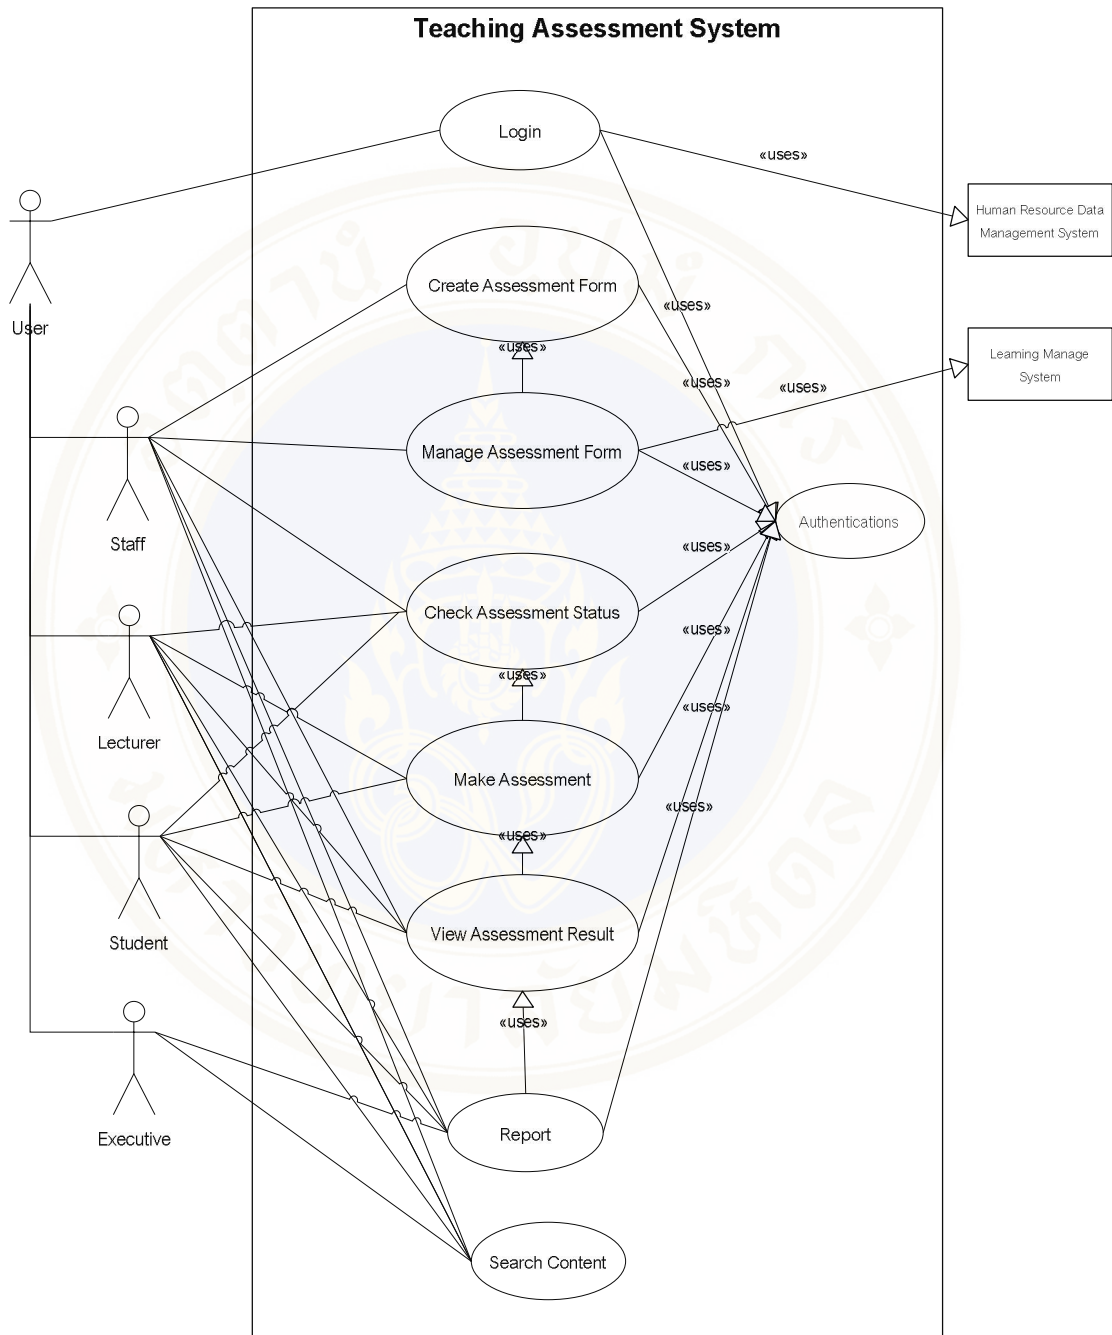 Teaching Assessment System
Login
«uses»
Human Resource Data
Management System
User
Create Assessment Form
«uses»
«uses»
Learning Manage
System
«uses»
«uses»
Manage Assessment Form
«uses»
Staff
Authentications
«uses»
Check Assessment Status
«uses»
«uses»
Lecturer
«uses»
Make Assessment
«uses»
«uses»
Student
View Assessment Result
«uses»
Executive
Report
Search Content